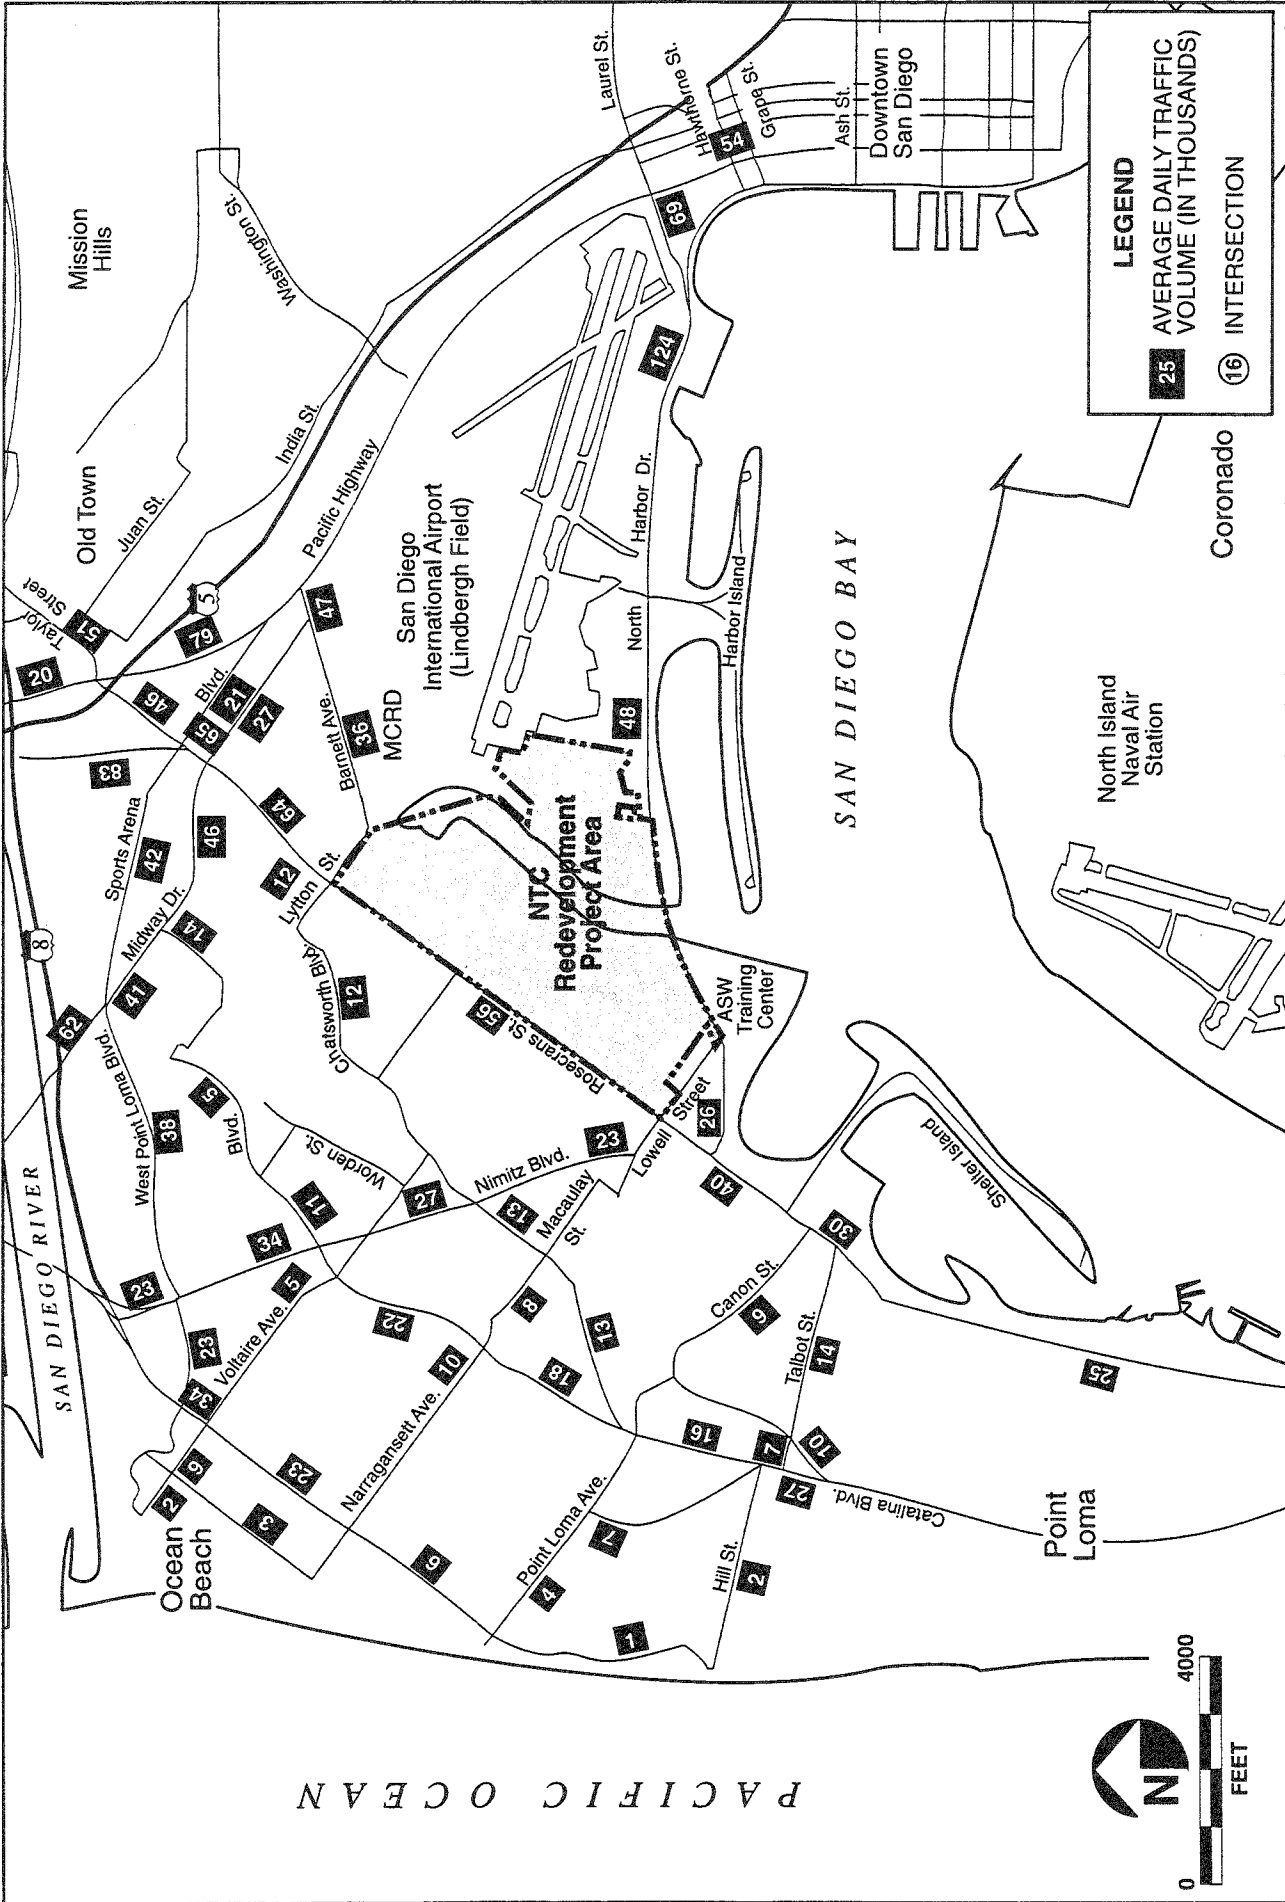 SAN DIEGO RIVER
8
20
Taylor
Street
Mission
Hills
62
Old Town
51
Juan St.
83
Sports Arena
42
46
5
79
Washington St.
Ocean
Beach
2
6
34
23
23
West Point Loma Blvd.
38
41
Midway Dr.
14
46
65
Blvd.
21
27
India St.
Voltaire Ave.
5
34
11
5
Blvd.
64
47
Pacific Highway
3
23
Worden St.
12
Lytton
St.
Barnett Ave.
36
MCRD
Chatsworth Blvd.
12
Narragansett Ave.
10
22
27
Nimitz Blvd.
San Diego
International Airport
(Lindbergh Field)
6
8
13
Macaulay
St.
23
56
Rosecrans St.
NTC
Redevelopment
Project Area
4
Point Loma Ave.
18
13
Lowell
Street
48
North
Harbor Dr.
124
69
Laurel St.
Hawthorne St.
54
Grape St.
1
7
16
40
26
ASW
Training
Center
Harbor Island
Hill St.
2
27
7
10
Canon St.
9
Talbot St.
14
30
Ash St.
Downtown
San Diego
Catalina Blvd.
SAN DIEGO BAY
Shelter Island
PACIFIC OCEAN
Point
Loma
25
North Island
Naval Air
Station
Coronado
N
0
4000
FEET
LEGEND
25 AVERAGE DAILY TRAFFIC
VOLUME (IN THOUSANDS)
16 INTERSECTION